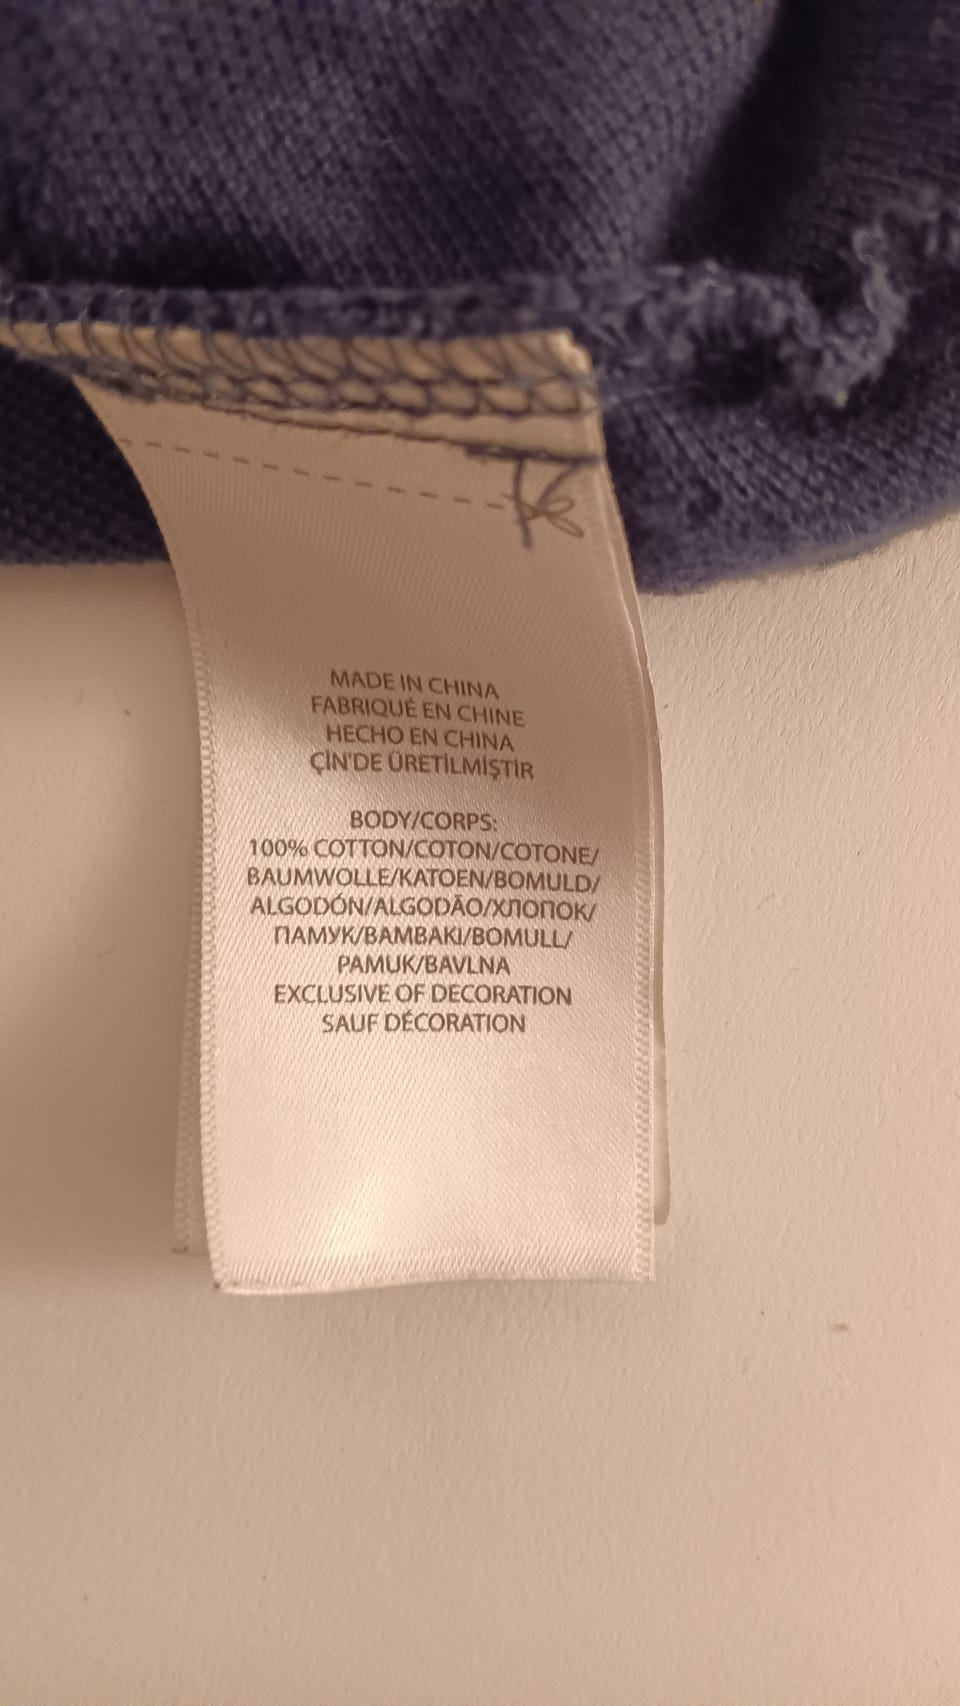 MADE IN CHINA
FABRIQUÉ EN CHINE
HECHO EN CHINA
ÇİN'DE ÜRETİLMİŞTİR
BODY/CORPS:
100% COTTON/COTON/COTONE/
BAUMWOLLE/KATOEN/BOMULD/
ALGODÓN/ALGODÃO/ХЛОПОК/
ПАМУК/ΒΑΜΒΑΚΙ/BOMULL/
PAMUK/BAVLNA
EXCLUSIVE OF DECORATION
SAUF DÉCORATION